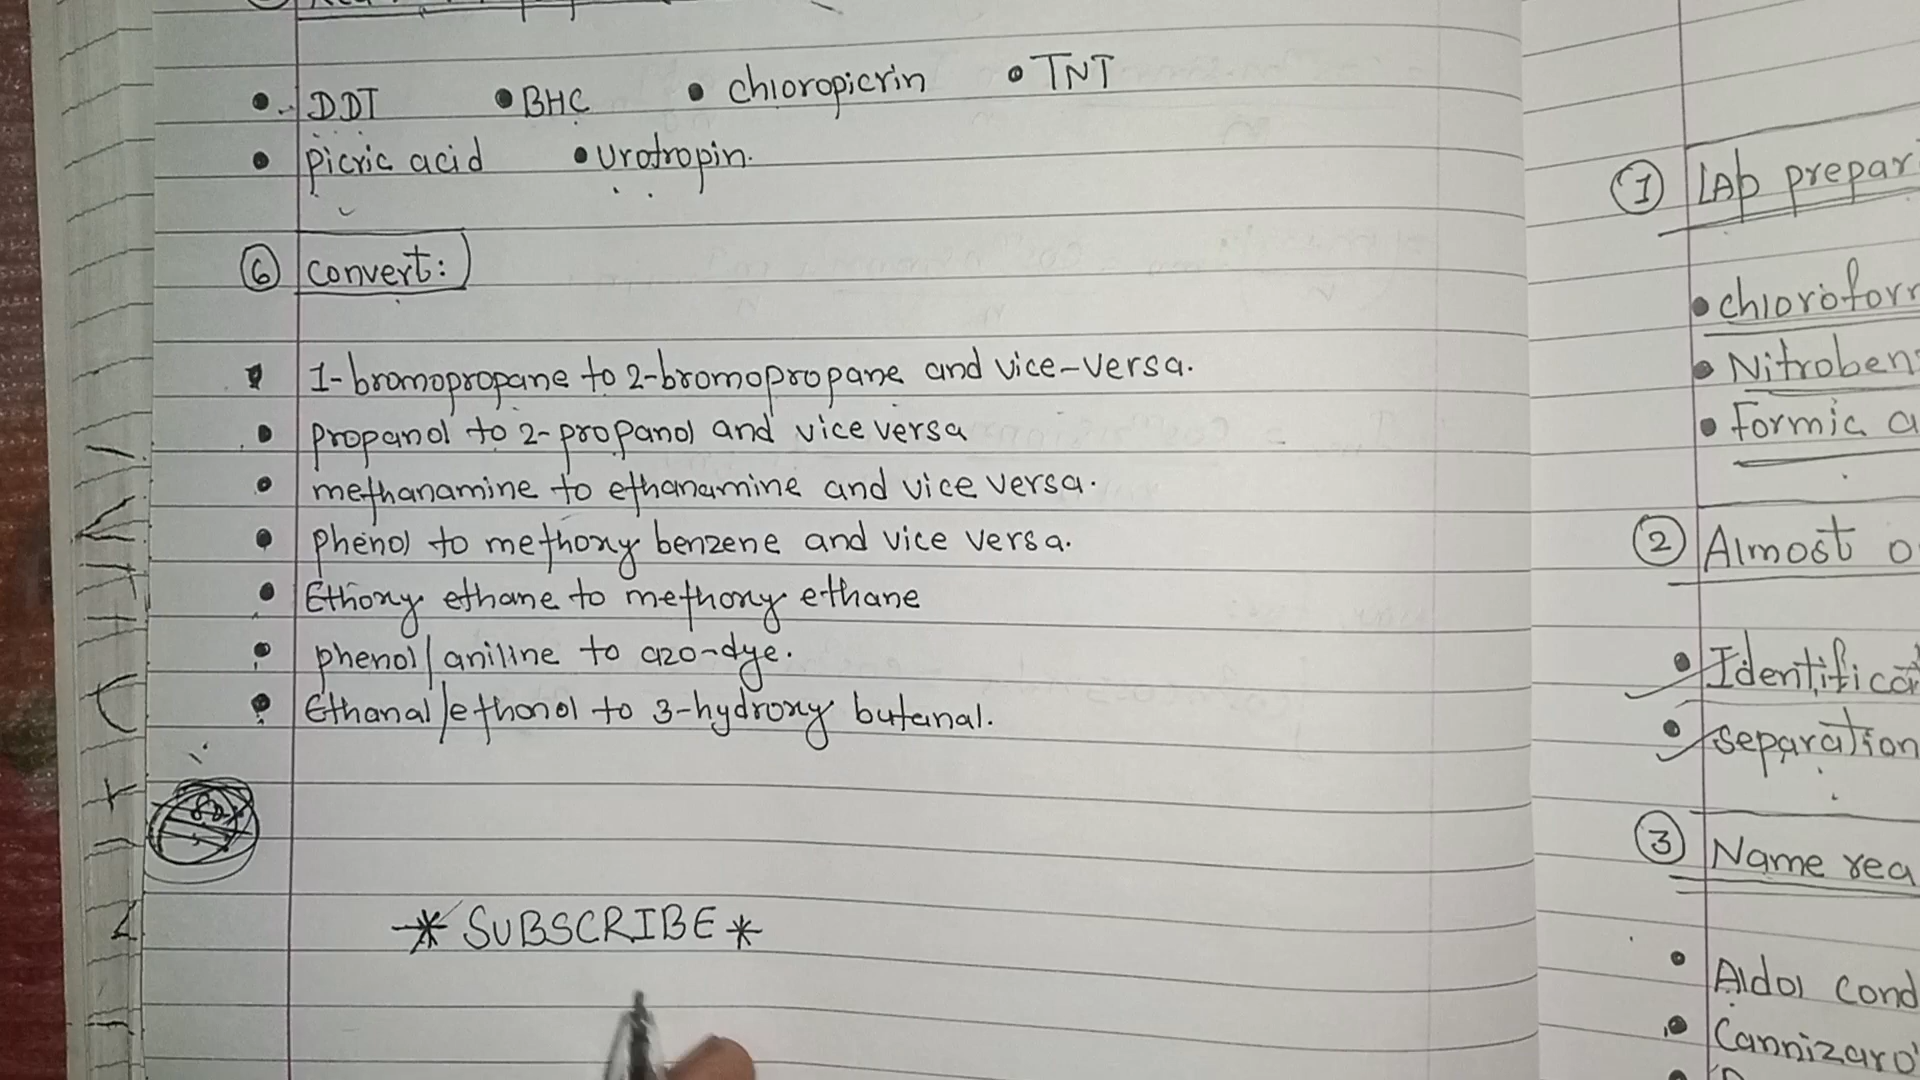 • DDT • BHC • chloropicrin • TNT
• picric acid • Urotropin.
6 convert:
1-bromopropane to 2-bromopropane and vice-versa.
• propanol to 2-propanol and vice versa
• methanamine to ethanamine and vice versa.
• phenol to methoxy benzene and vice versa.
• Ethoxy ethane to methoxy ethane
• phenol/aniline to azo-dye.
• Ethanal/ethanol to 3-hydroxy butanal.
* SUBSCRIBE *
1 LAb prepar
• chloroform
• Nitroben
• Formic a
2 Almost o
• Identifica
• separation
3 Name rea
• Aldol cond
• Cannizaro'